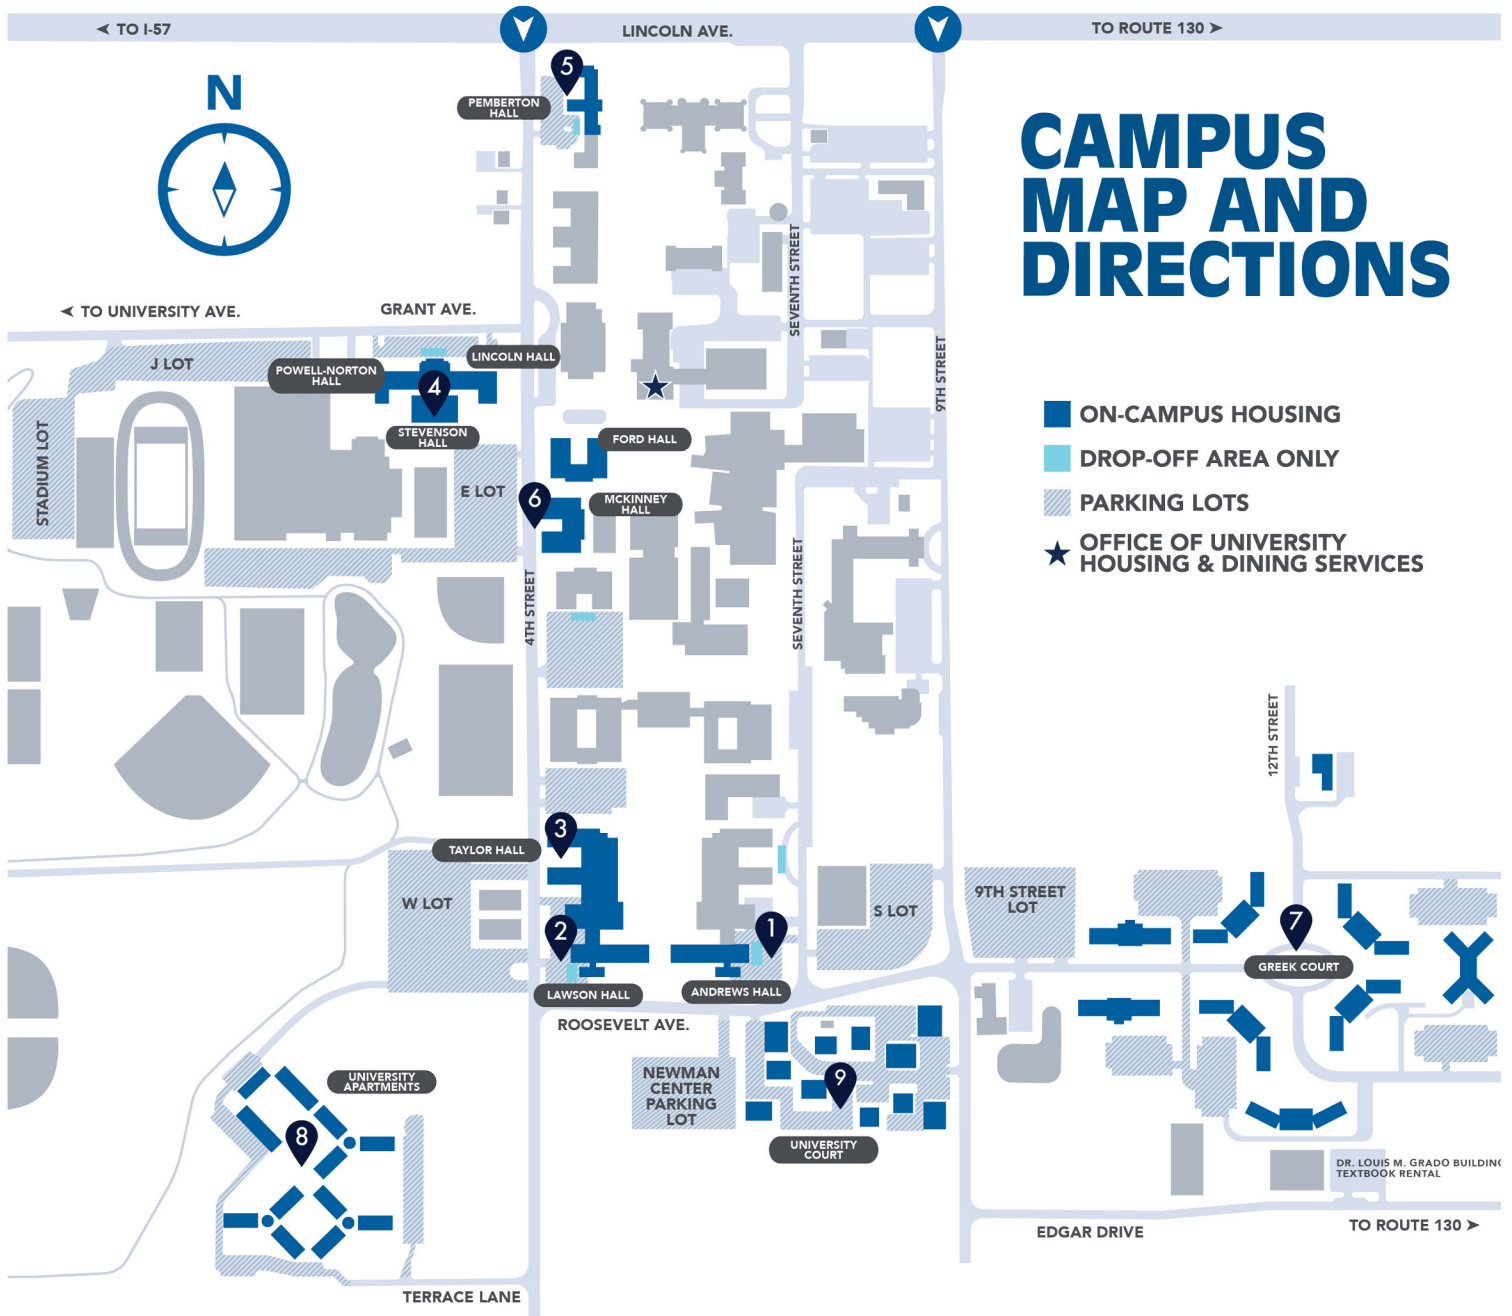 ◄ TO I-57
LINCOLN AVE.
TO ROUTE 130 ➤
N
5
PEMBERTON
HALL
CAMPUS
MAP AND
DIRECTIONS
SEVENTH STREET
◄ TO UNIVERSITY AVE.
GRANT AVE.
9TH STREET
J LOT
LINCOLN HALL
POWELL-NORTON
HALL
4
STEVENSON
HALL
FORD HALL
ON-CAMPUS HOUSING
DROP-OFF AREA ONLY
PARKING LOTS
OFFICE OF UNIVERSITY
HOUSING & DINING SERVICES
STADIUM LOT
E LOT
6
MCKINNEY
HALL
4TH STREET
SEVENTH STREET
12TH STREET
3
TAYLOR HALL
W LOT
S LOT
9TH STREET
LOT
2
1
7
GREEK COURT
LAWSON HALL
ANDREWS HALL
ROOSEVELT AVE.
UNIVERSITY
APARTMENTS
NEWMAN
CENTER
PARKING
LOT
9
8
UNIVERSITY
COURT
DR. LOUIS M. GRADO BUILDING
TEXTBOOK RENTAL
EDGAR DRIVE
TO ROUTE 130 ➤
TERRACE LANE